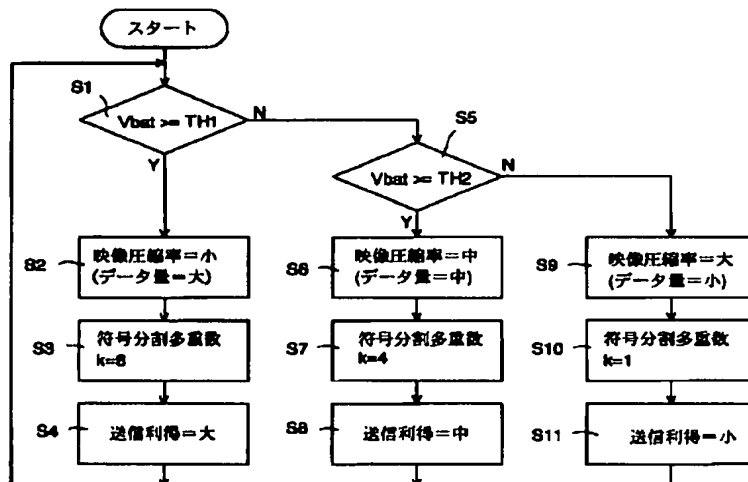 スタート
S1
Vbat >= TH1
N
Y
S5
Vbat >= TH2
N
Y
S2
映像圧縮率=小
(データ量=大)
S6
映像圧縮率=中
(データ量=中)
S9
映像圧縮率=大
(データ量=小)
S3
符号分割多重数
k=8
S7
符号分割多重数
k=4
S10
符号分割多重数
k=1
S4
送信利得=大
S8
送信利得=中
S11
送信利得=小